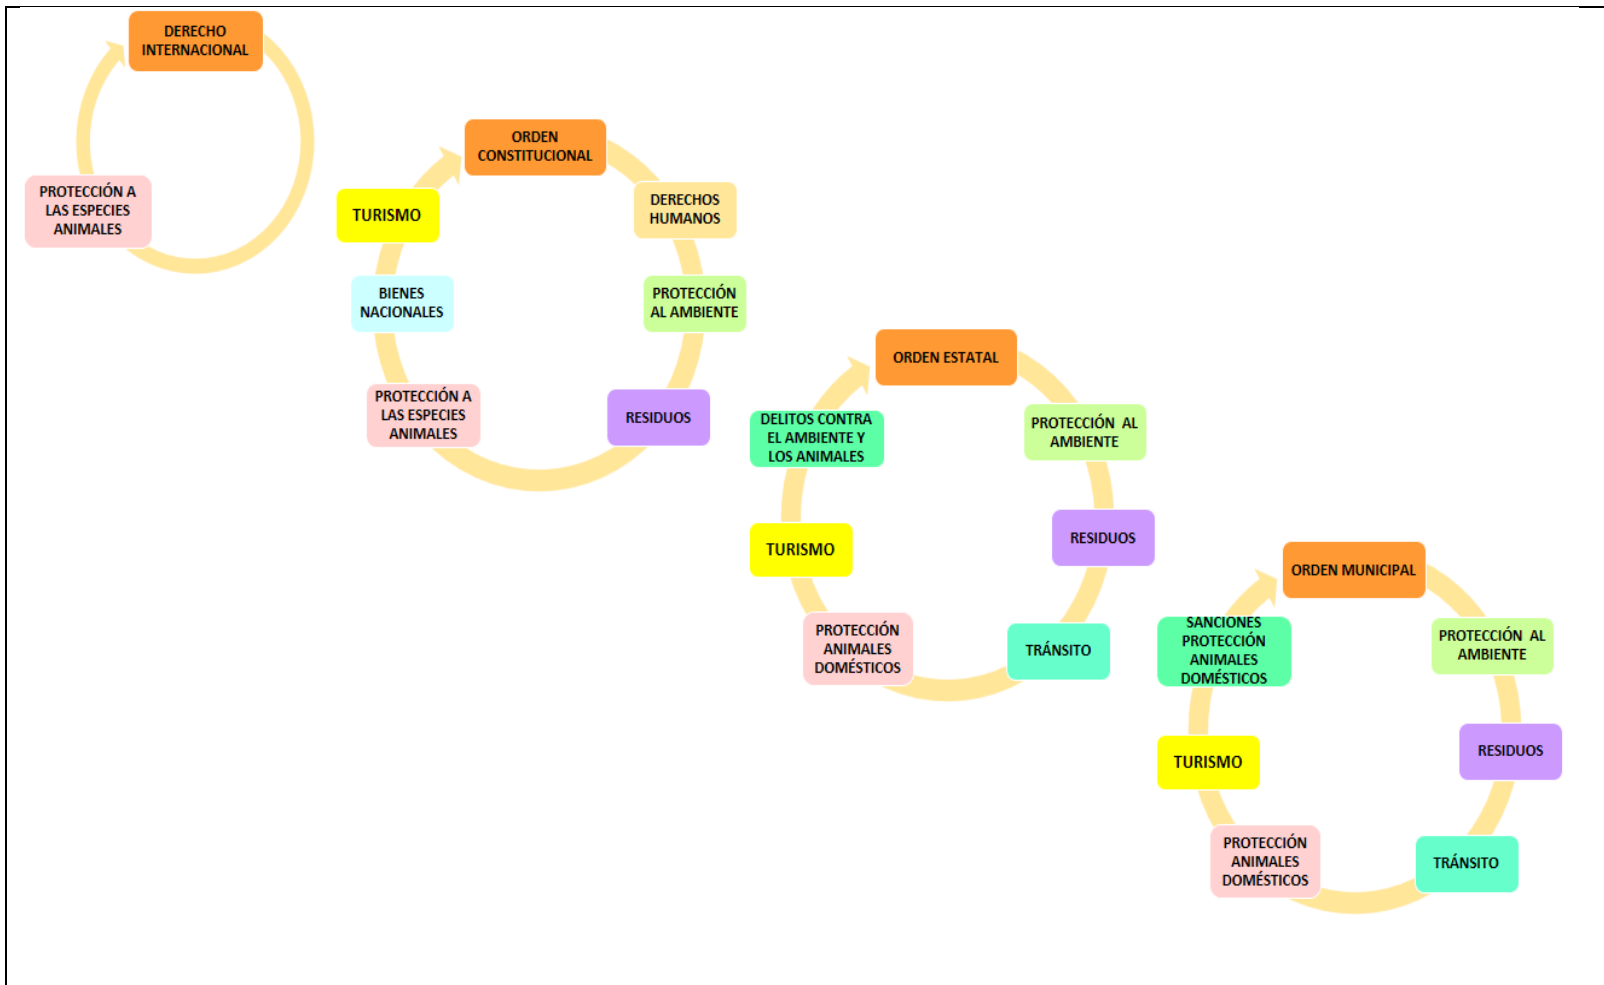 DERECHO
INTERNACIONAL
PROTECCIÓN A
LAS ESPECIES
ANIMALES
ORDEN
CONSTITUCIONAL
DERECHOS
HUMANOS
PROTECCIÓN
AL AMBIENTE
RESIDUOS
PROTECCIÓN A
LAS ESPECIES
ANIMALES
BIENES
NACIONALES
TURISMO
ORDEN ESTATAL
PROTECCIÓN AL
AMBIENTE
RESIDUOS
TRÁNSITO
PROTECCIÓN
ANIMALES
DOMÉSTICOS
TURISMO
DELITOS CONTRA
EL AMBIENTE Y
LOS ANIMALES
ORDEN MUNICIPAL
PROTECCIÓN AL
AMBIENTE
RESIDUOS
TRÁNSITO
PROTECCIÓN
ANIMALES
DOMÉSTICOS
TURISMO
SANCIONES
PROTECCIÓN
ANIMALES
DOMÉSTICOS